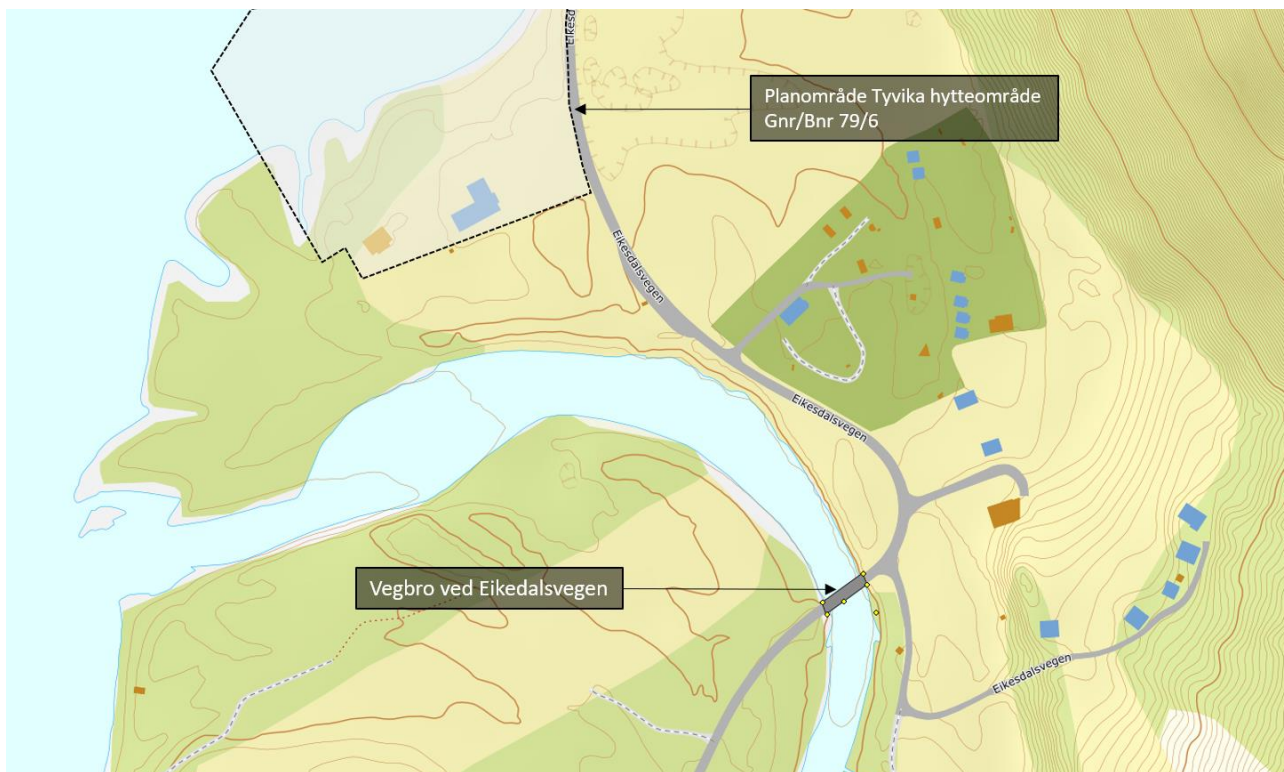 Eikesd
Planområde Tyvika hytteområde
Gnr/Bnr 79/6
Eikesdalsvegen
Eikesdalsvegen
Vegbro ved Eikedalsvegen
Eikesdalsvegen